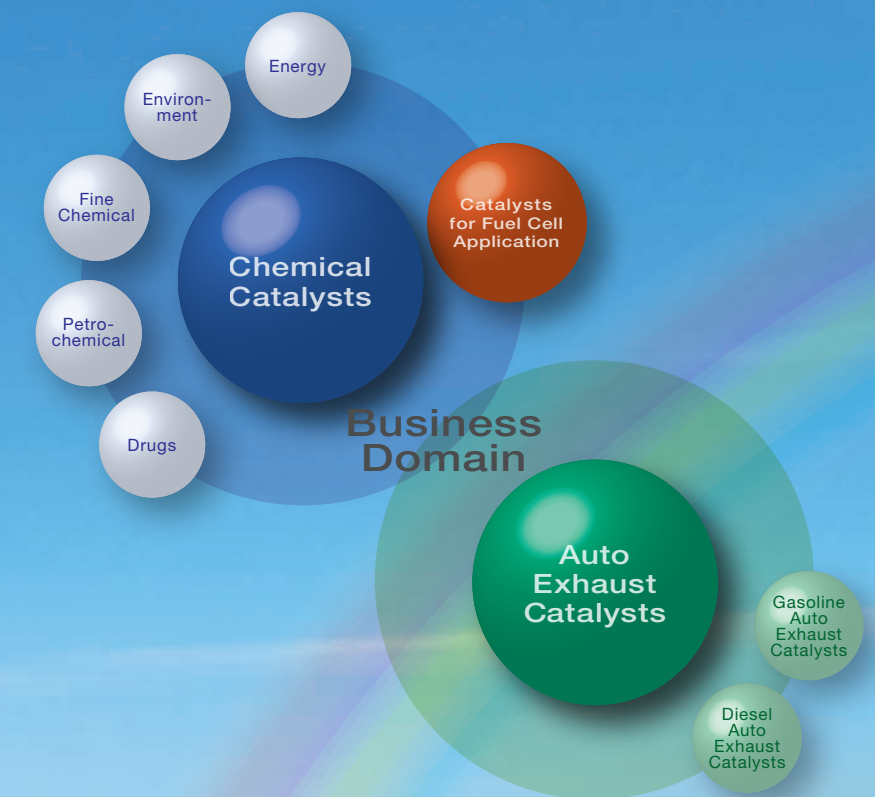 Energy
Environ-
ment
Fine
Chemical
Catalysts
for Fuel Cell
Application
Chemical
Catalysts
Petro-
chemical
Drugs
Business
Domain
Auto
Exhaust
Catalysts
Gasoline
Auto
Exhaust
Catalysts
Diesel
Auto
Exhaust
Catalysts